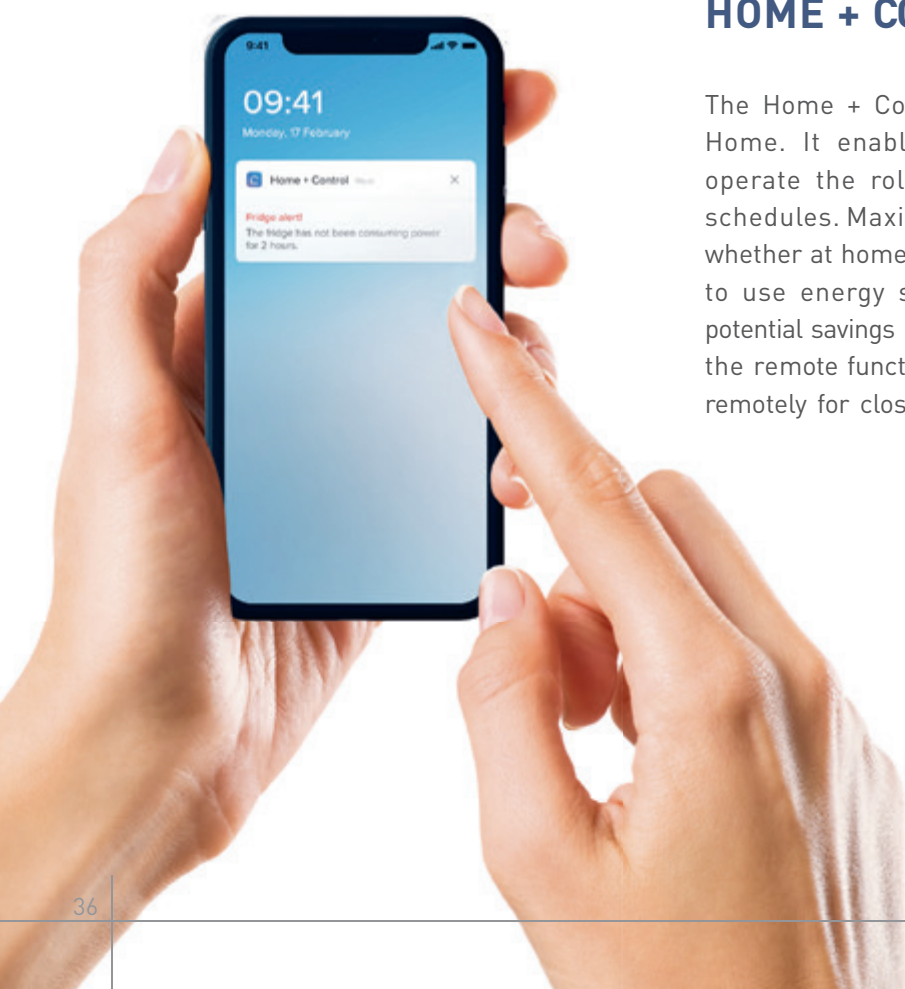 9:41
09:41
Monday, 17 February
Home + Control Now
×
Fridge alert!
The fridge has not been consuming power
for 2 hours.
HOME + CO
The Home + Co
Home. It enabl
operate the rol
schedules. Maxi
whether at home
to use energy s
potential savings
the remote funct
remotely for clos
36